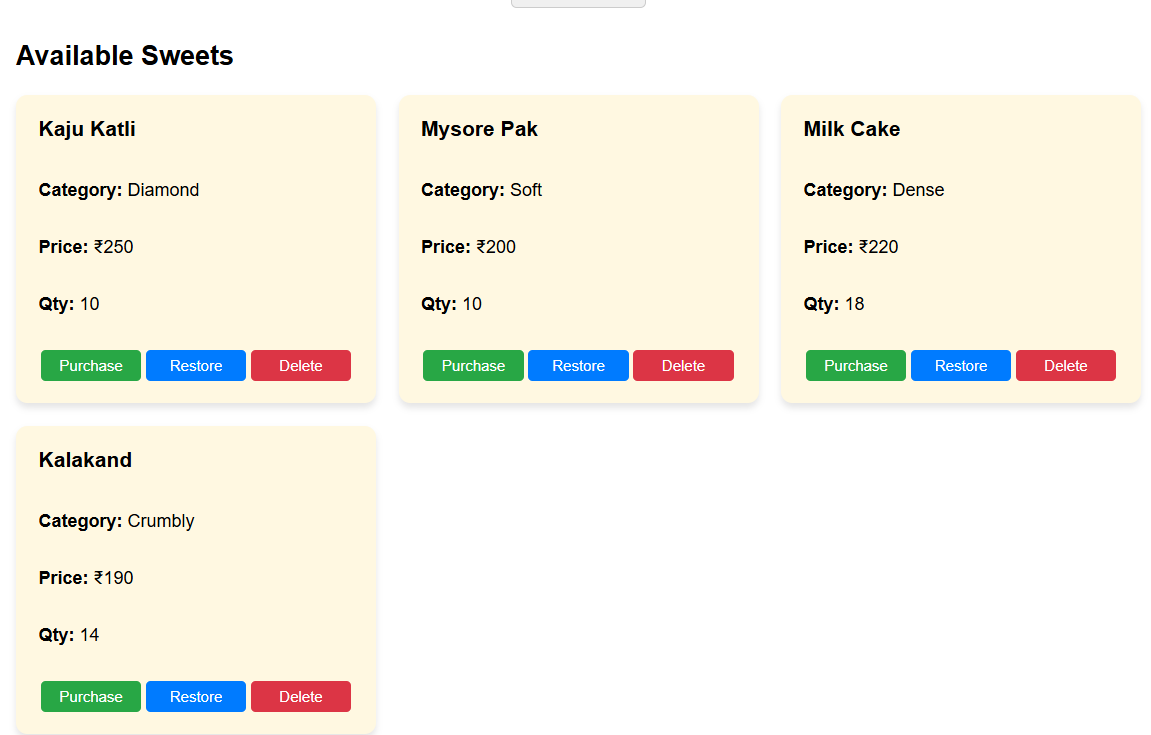 Available Sweets
Kaju Katli
Category: Diamond
Price: ₹250
Qty: 10
Purchase Restore Delete
Mysore Pak
Category: Soft
Price: ₹200
Qty: 10
Purchase Restore Delete
Milk Cake
Category: Dense
Price: ₹220
Qty: 18
Purchase Restore Delete
Kalakand
Category: Crumbly
Price: ₹190
Qty: 14
Purchase Restore Delete